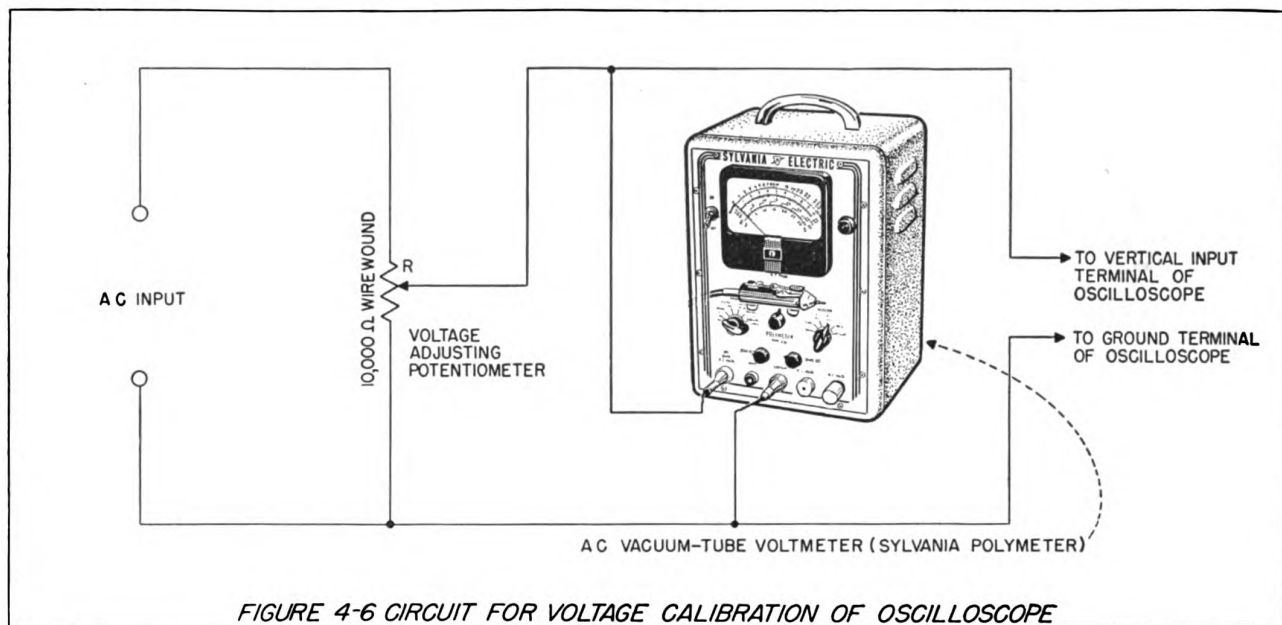 A C INPUT
10,000 Ω WIREWOUND
R
VOLTAGE
ADJUSTING
POTENTIOMETER
SYLVANIA ELECTRIC
POLYMETER
TO VERTICAL INPUT
TERMINAL OF
OSCILLOSCOPE
TO GROUND TERMINAL
OF OSCILLOSCOPE
A C VACUUM-TUBE VOLTMETER (SYLVANIA POLYMETER)
FIGURE 4-6 CIRCUIT FOR VOLTAGE CALIBRATION OF OSCILLOSCOPE